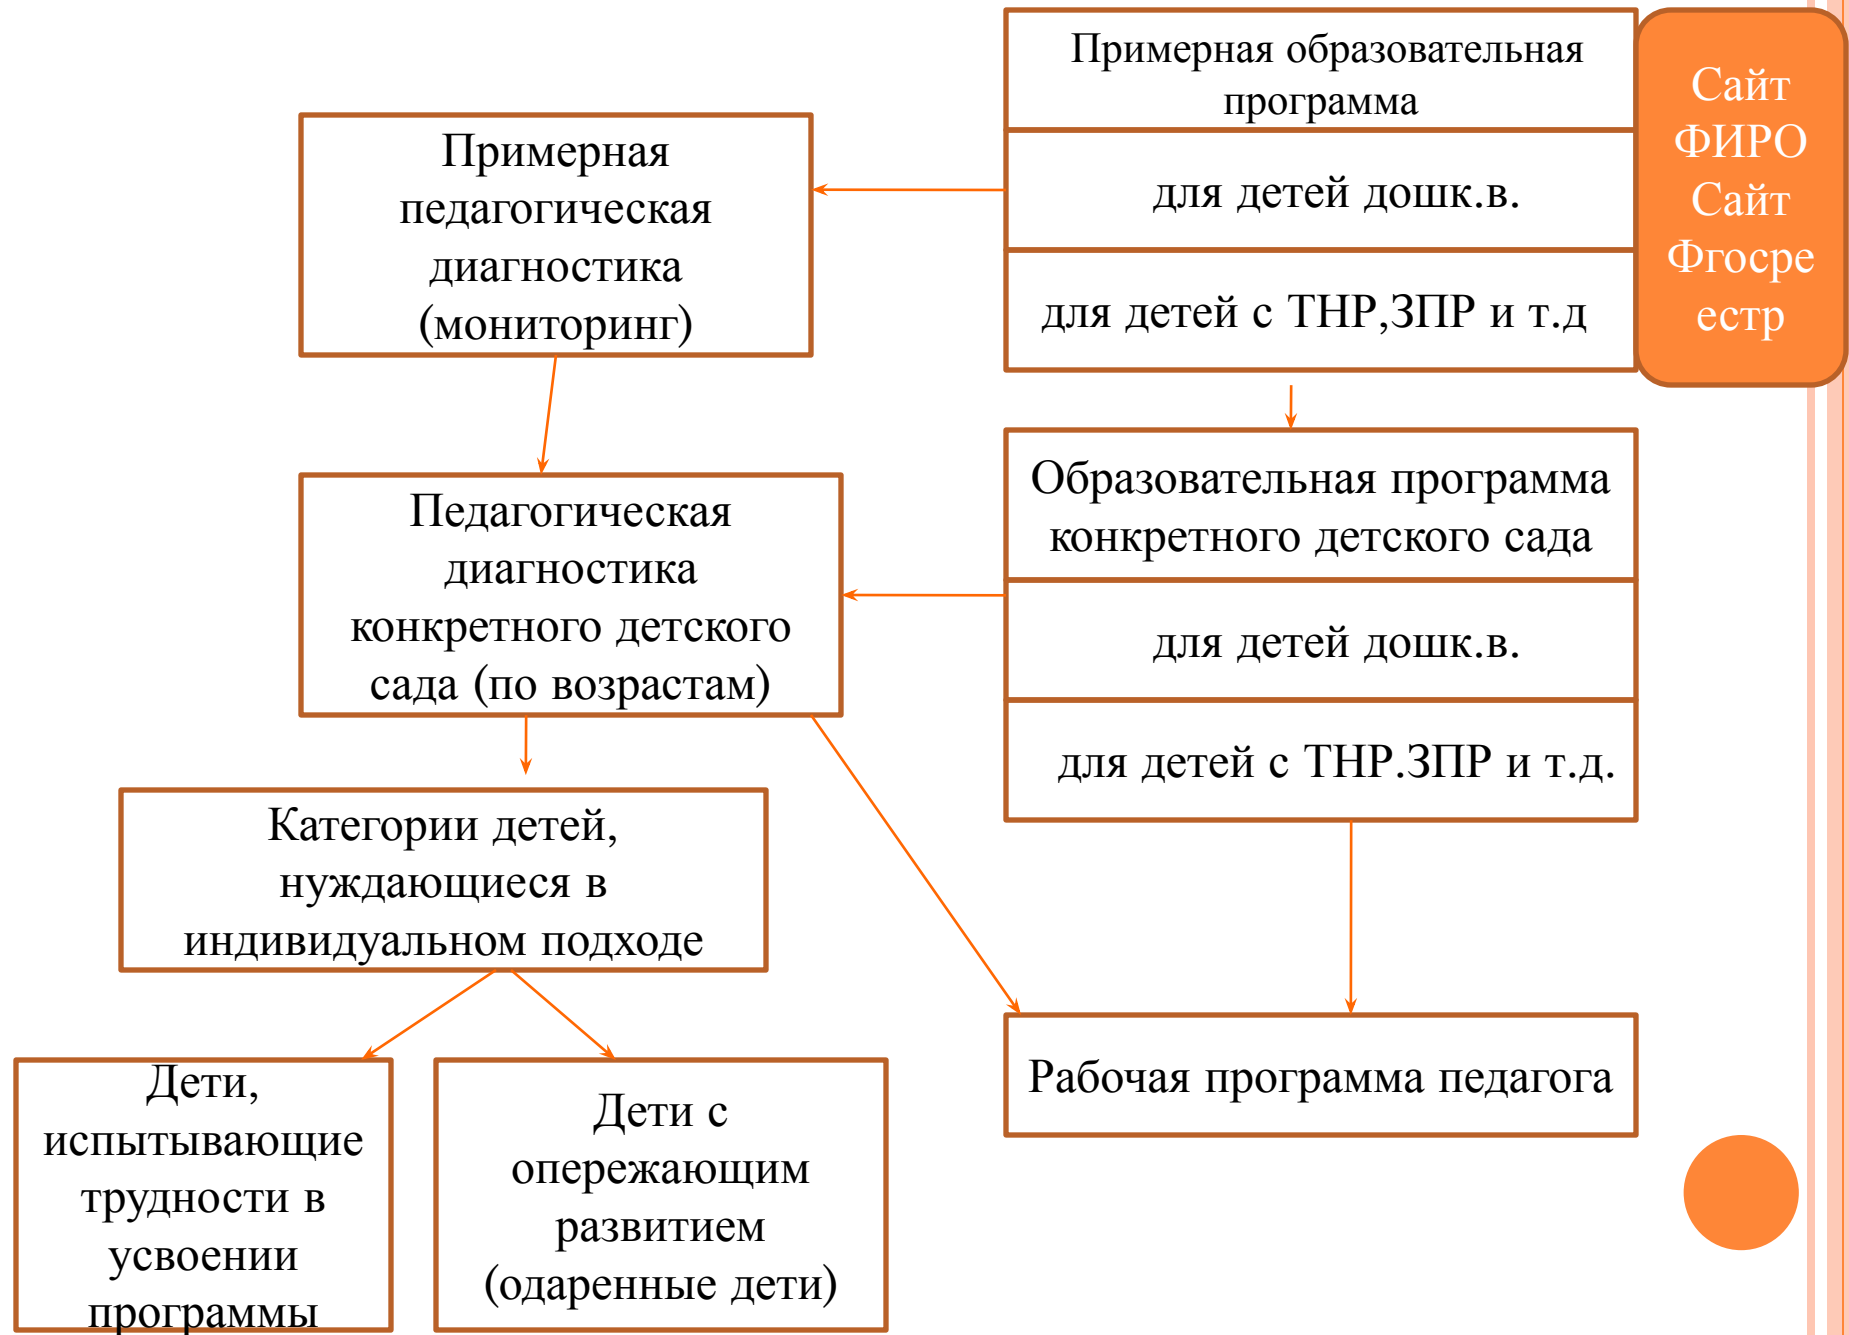 Примерная образовательная
программа
для детей дошк.в.
для детей с ТНР,ЗПР и т.д
Сайт
ФИРО
Сайт
Фгосре
естр
Примерная
педагогическая
диагностика
(мониторинг)
Образовательная программа
конкретного детского сада
для детей дошк.в.
для детей с ТНР.ЗПР и т.д.
Педагогическая
диагностика
конкретного детского
сада (по возрастам)
Категории детей,
нуждающиеся в
индивидуальном подходе
Дети,
испытывающие
трудности в
усвоении
программы
Дети с
опережающим
развитием
(одаренные дети)
Рабочая программа педагога